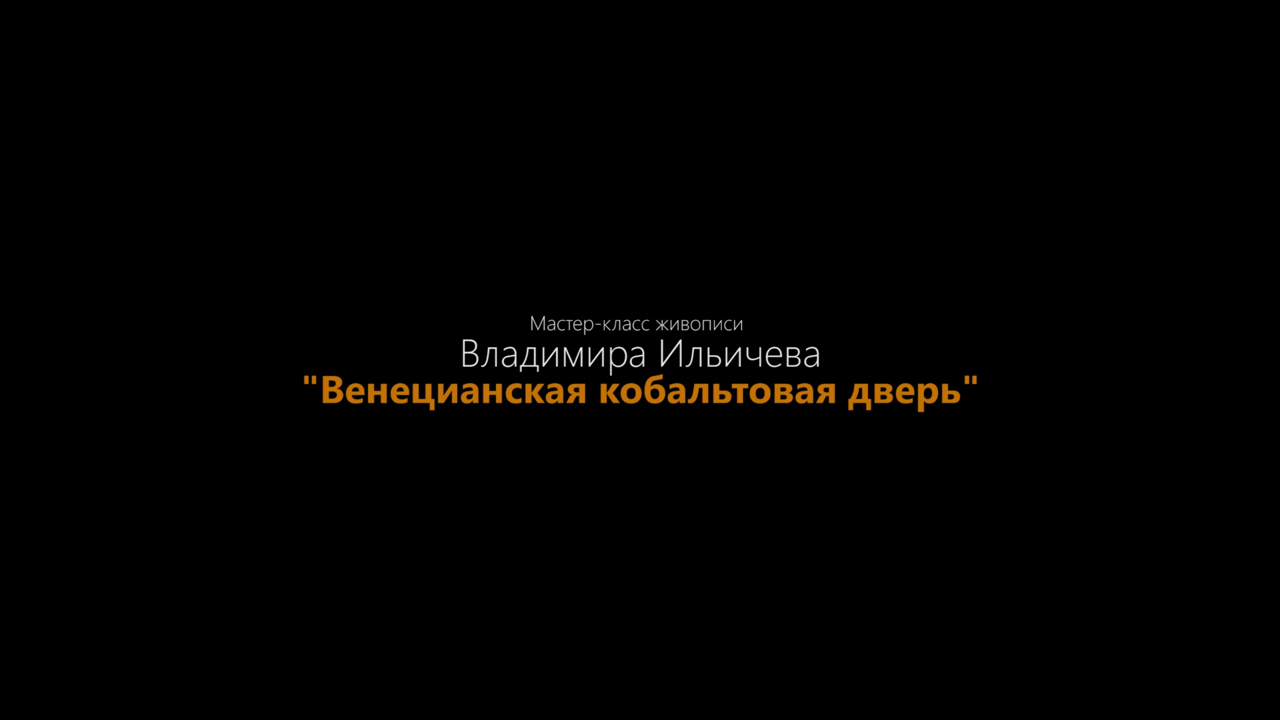 Мастер-класс живописи
Владимира Ильичева
"Венецианская кобальтовая дверь"